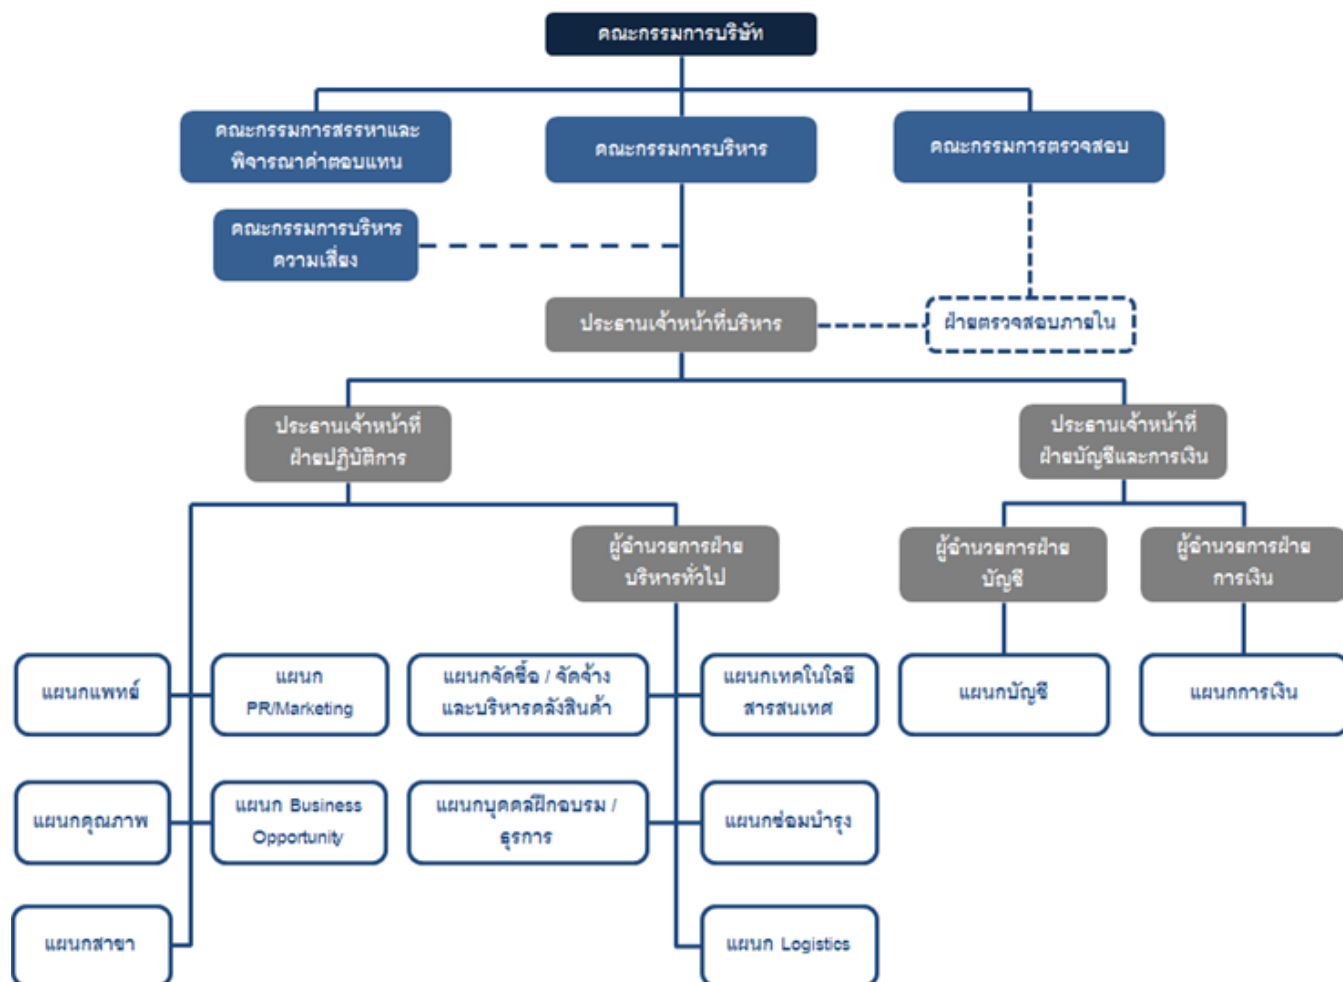 คณะกรรมการบริษัท
คณะกรรมการสรรหาและ
พิจารณาค่าตอบแทน
คณะกรรมการบริหาร
คณะกรรมการตรวจสอบ
คณะกรรมการบริหาร
ความเสี่ยง
ประธานเจ้าหน้าที่บริหาร
ฝ่ายตรวจสอบภายใน
ประธานเจ้าหน้าที่
ฝ่ายปฏิบัติการ
ประธานเจ้าหน้าที่
ฝ่ายบัญชีและการเงิน
ผู้อำนวยการฝ่าย
บริหารทั่วไป
ผู้อำนวยการฝ่าย
บัญชี
ผู้อำนวยการฝ่าย
การเงิน
แผนกแพทย์
แผนก
PR/Marketing
แผนกจัดซื้อ / จัดจ้าง
และบริหารคลังสินค้า
แผนกเทคโนโลยี
สารสนเทศ
แผนกบัญชี
แผนกการเงิน
แผนกคุณภาพ
แผนก Business
Opportunity
แผนกบุคคลฝึกอบรม /
ธุรการ
แผนกซ่อมบำรุง
แผนกสาขา
แผนก Logistics